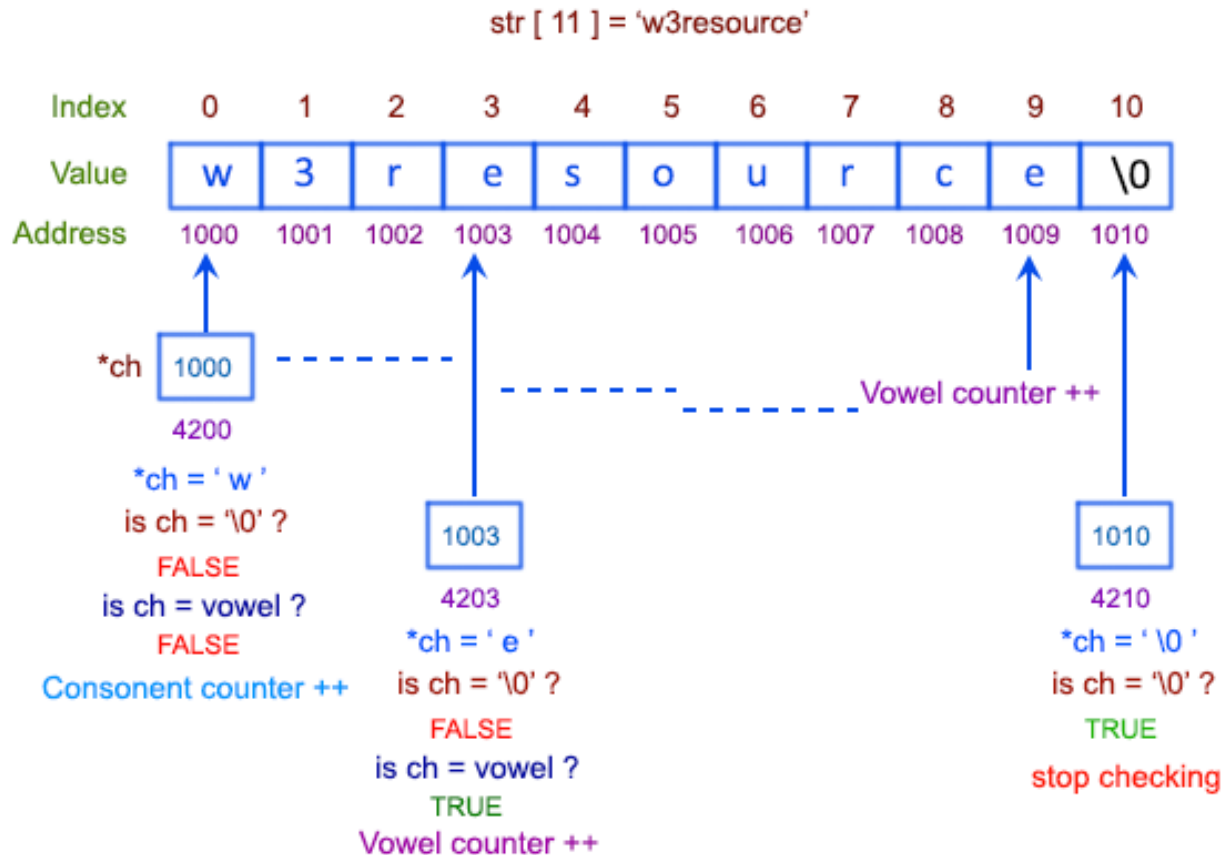 str [ 11 ] = ‘w3resource’
Index 0 1 2 3 4 5 6 7 8 9 10
Value w 3 r e s o u r c e \0
Address 1000 1001 1002 1003 1004 1005 1006 1007 1008 1009 1010
*ch 1000
4200
*ch = ‘ w ’
is ch = ‘\0’ ?
FALSE
is ch = vowel ?
FALSE
Consonent counter ++
1003
4203
*ch = ‘ e ’
is ch = ‘\0’ ?
FALSE
is ch = vowel ?
TRUE
Vowel counter ++
Vowel counter ++
1010
4210
*ch = ‘ \0 ’
is ch = ‘\0’ ?
TRUE
stop checking